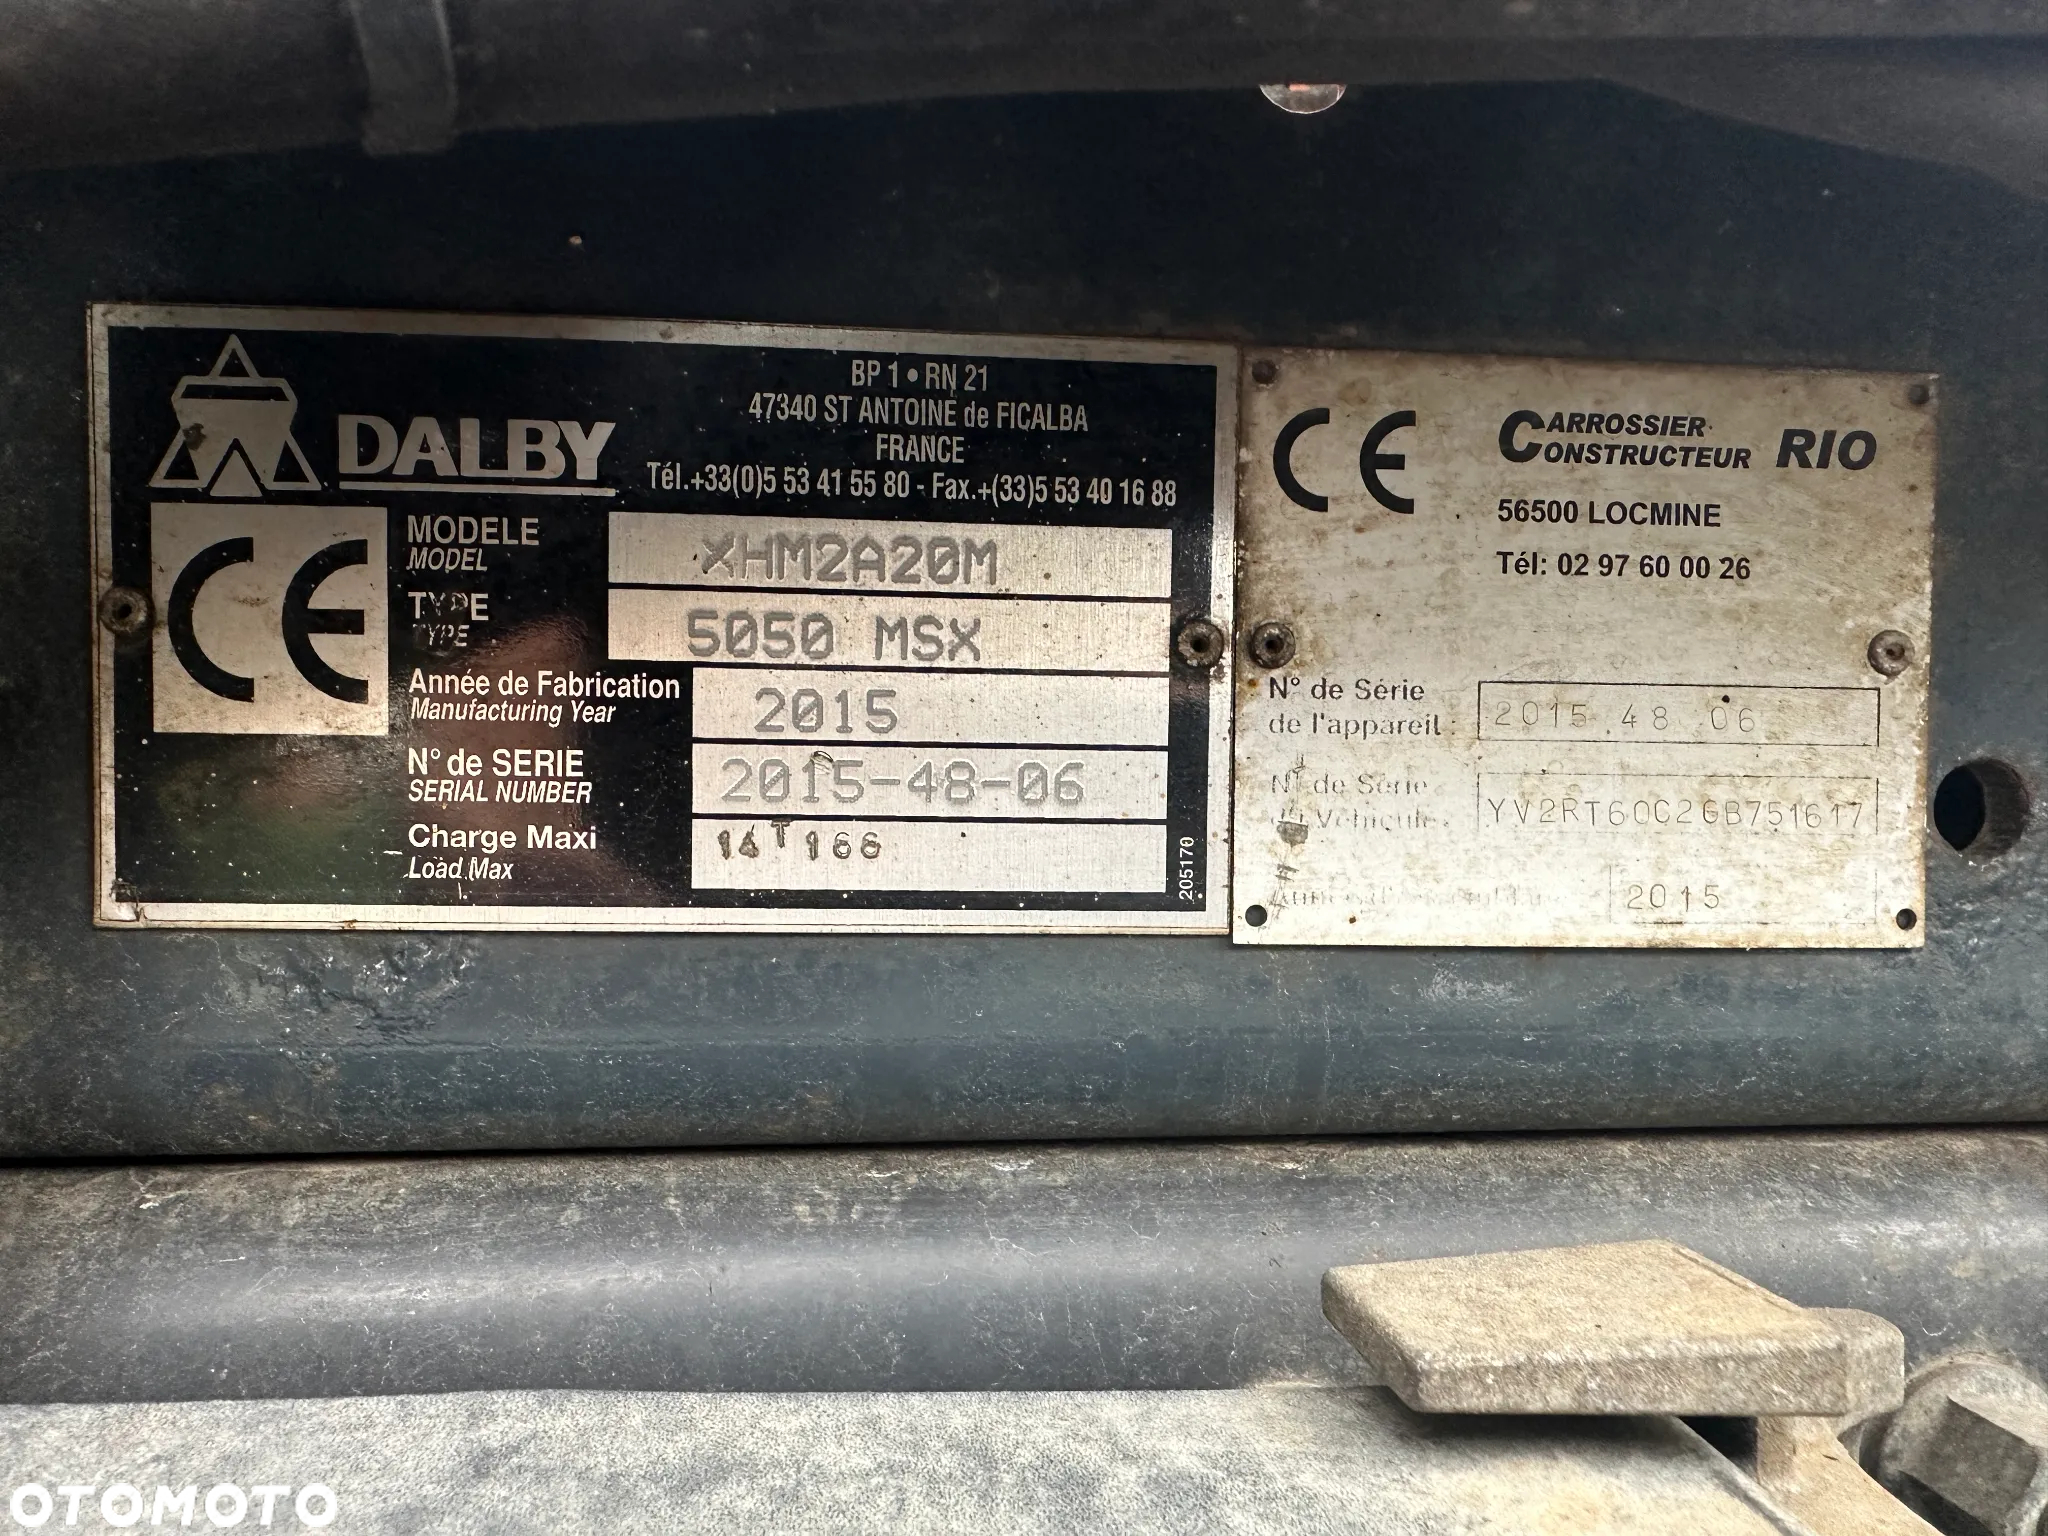 DALBY
BP 1 • RN 21
47340 ST ANTOINE de FICALBA
FRANCE
Tél.+33(0)5 53 41 55 80 - Fax.+(33)5 53 40 16 88
CE
MODELE
MODEL
XHM2A20M
TYPE
TYPE
5050 MSX
Année de Fabrication
Manufacturing Year
2015
N° de SERIE
SERIAL NUMBER
2015-48-06
Charge Maxi
Load Max
14T 166
205170
CE
CARROSSIER
CONSTRUCTEUR RIO
56500 LOCMINE
Tél: 02 97 60 00 26
N° de Série
de l'appareil :
2015 48 06
N° de Série
du Véhicule :
YV2RT60C2GB751617
2015
OTOMOTO